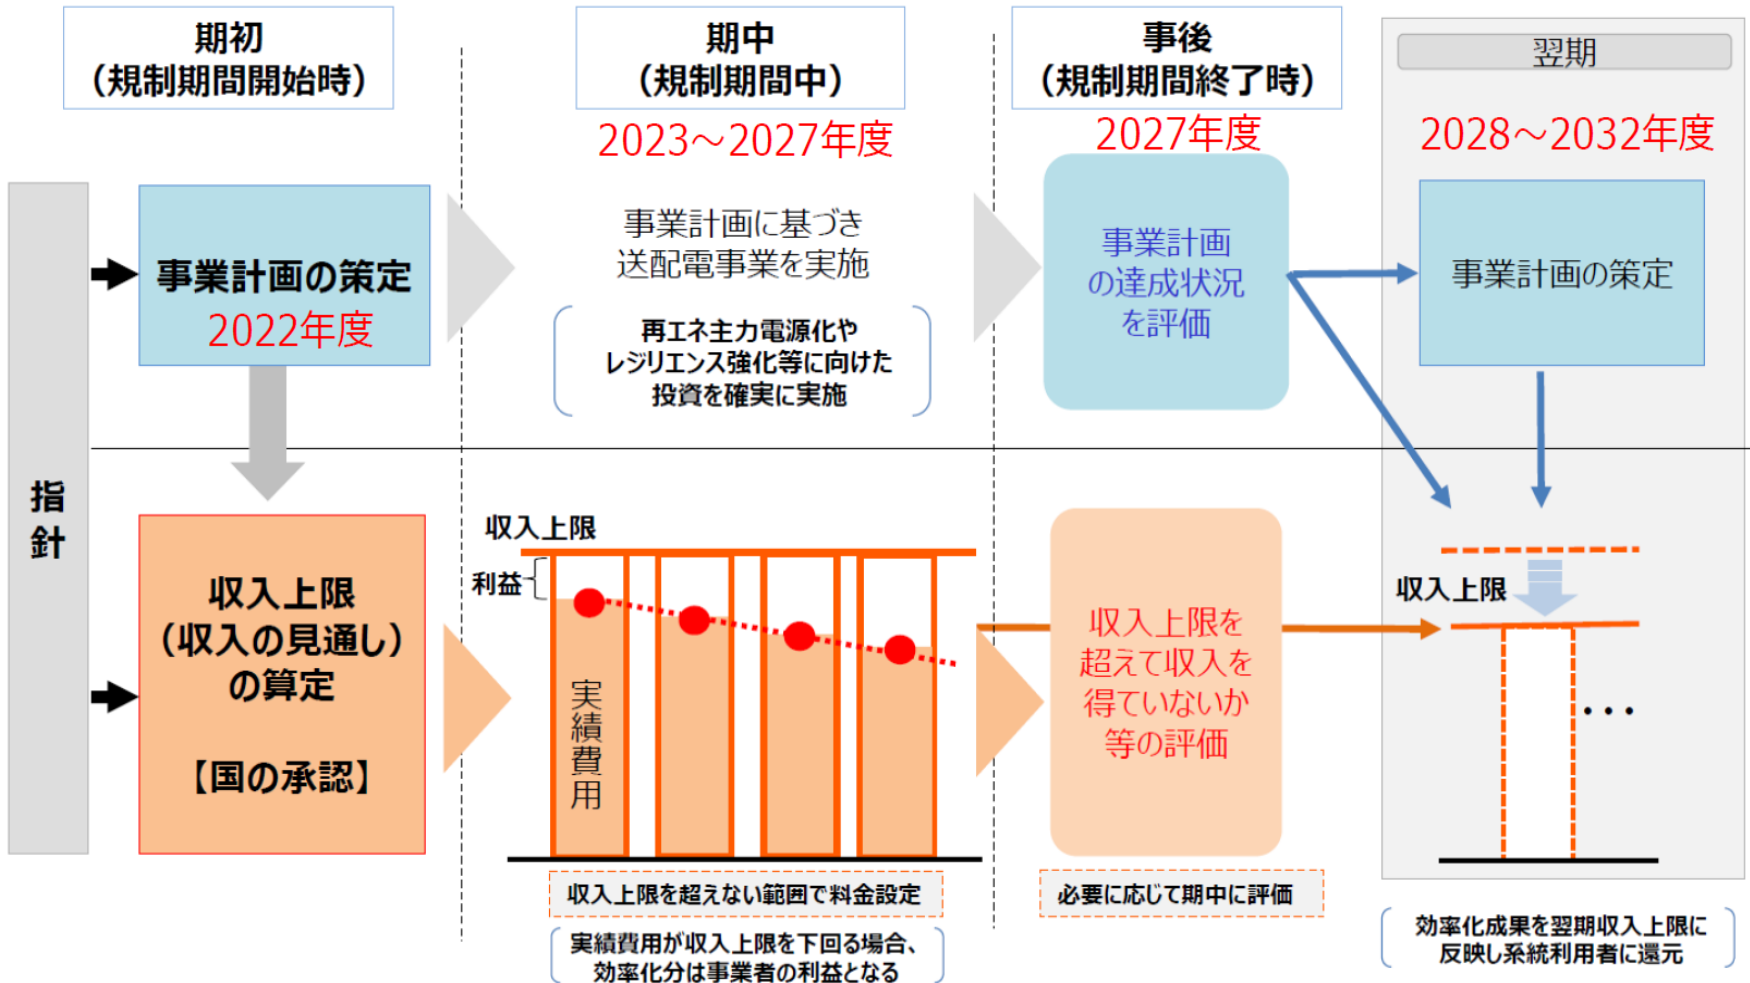 期初
（規制期間開始時）
期中
（規制期間中）
2023～2027年度
事後
（規制期間終了時）
2027年度
翌期
2028～2032年度
指針
事業計画の策定
2022年度
事業計画に基づき
送配電事業を実施
再エネ主力電源化や
レジリエンス強化等に向けた
投資を確実に実施
事業計画
の達成状況
を評価
事業計画の策定
収入上限
（収入の見通し）
の算定
【国の承認】
収入上限
利益
実績費用
収入上限を超えない範囲で料金設定
実績費用が収入上限を下回る場合、
効率化分は事業者の利益となる
収入上限を
超えて収入を
得ていないか
等の評価
必要に応じて期中に評価
収入上限
・・・
効率化成果を翌期収入上限に
反映し系統利用者に還元